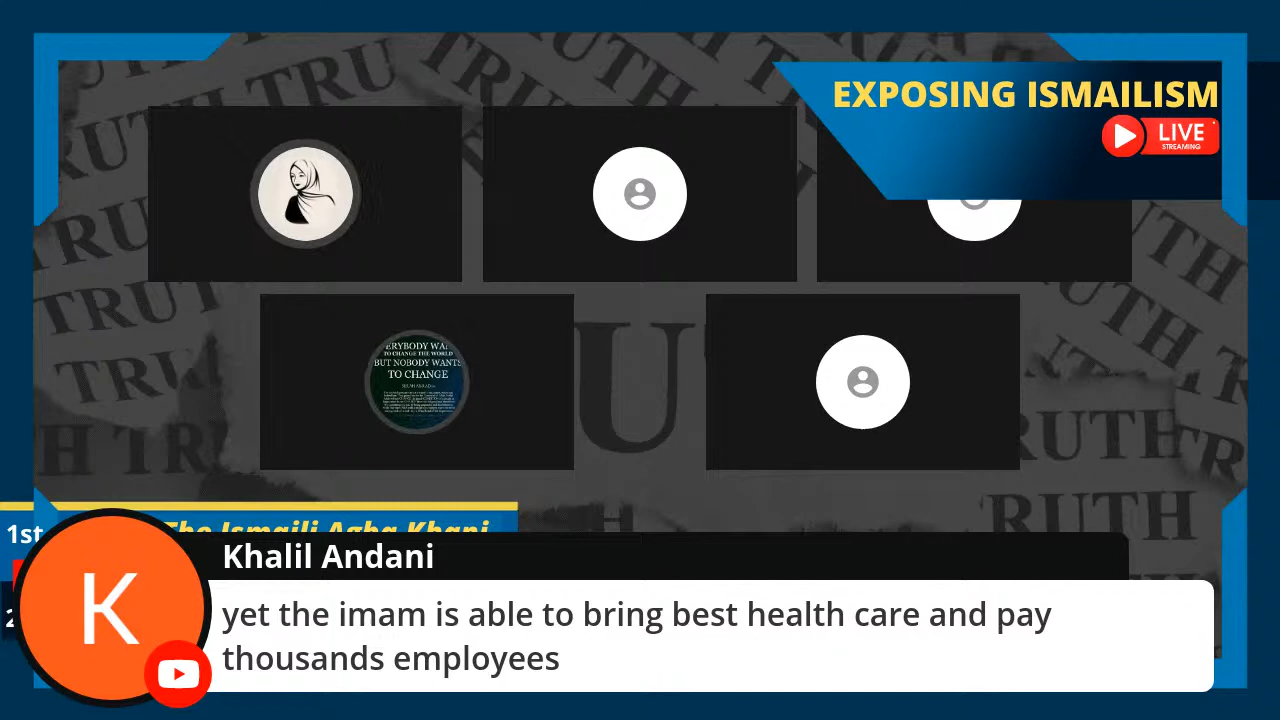 EXPOSING ISMAILISM
LIVE
STREAMING
TRUTH
ERYBODY WA
TO CHANGE THE WORLD
BUT NOBODY WANTS
TO CHANGE
1st
The Ismaili Agha Khani
Khalil Andani
K
yet the imam is able to bring best health care and pay
thousands employees